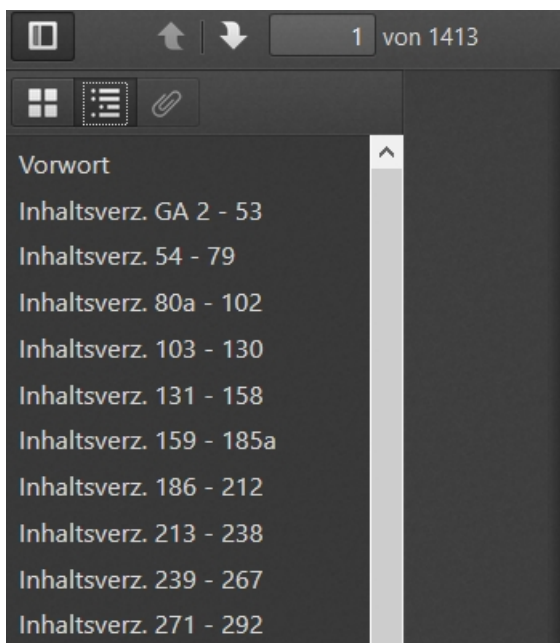 1 von 1413
Vorwort
Inhaltsverz. GA 2 - 53
Inhaltsverz. 54 - 79
Inhaltsverz. 80a - 102
Inhaltsverz. 103 - 130
Inhaltsverz. 131 - 158
Inhaltsverz. 159 - 185a
Inhaltsverz. 186 - 212
Inhaltsverz. 213 - 238
Inhaltsverz. 239 - 267
Inhaltsverz. 271 - 292